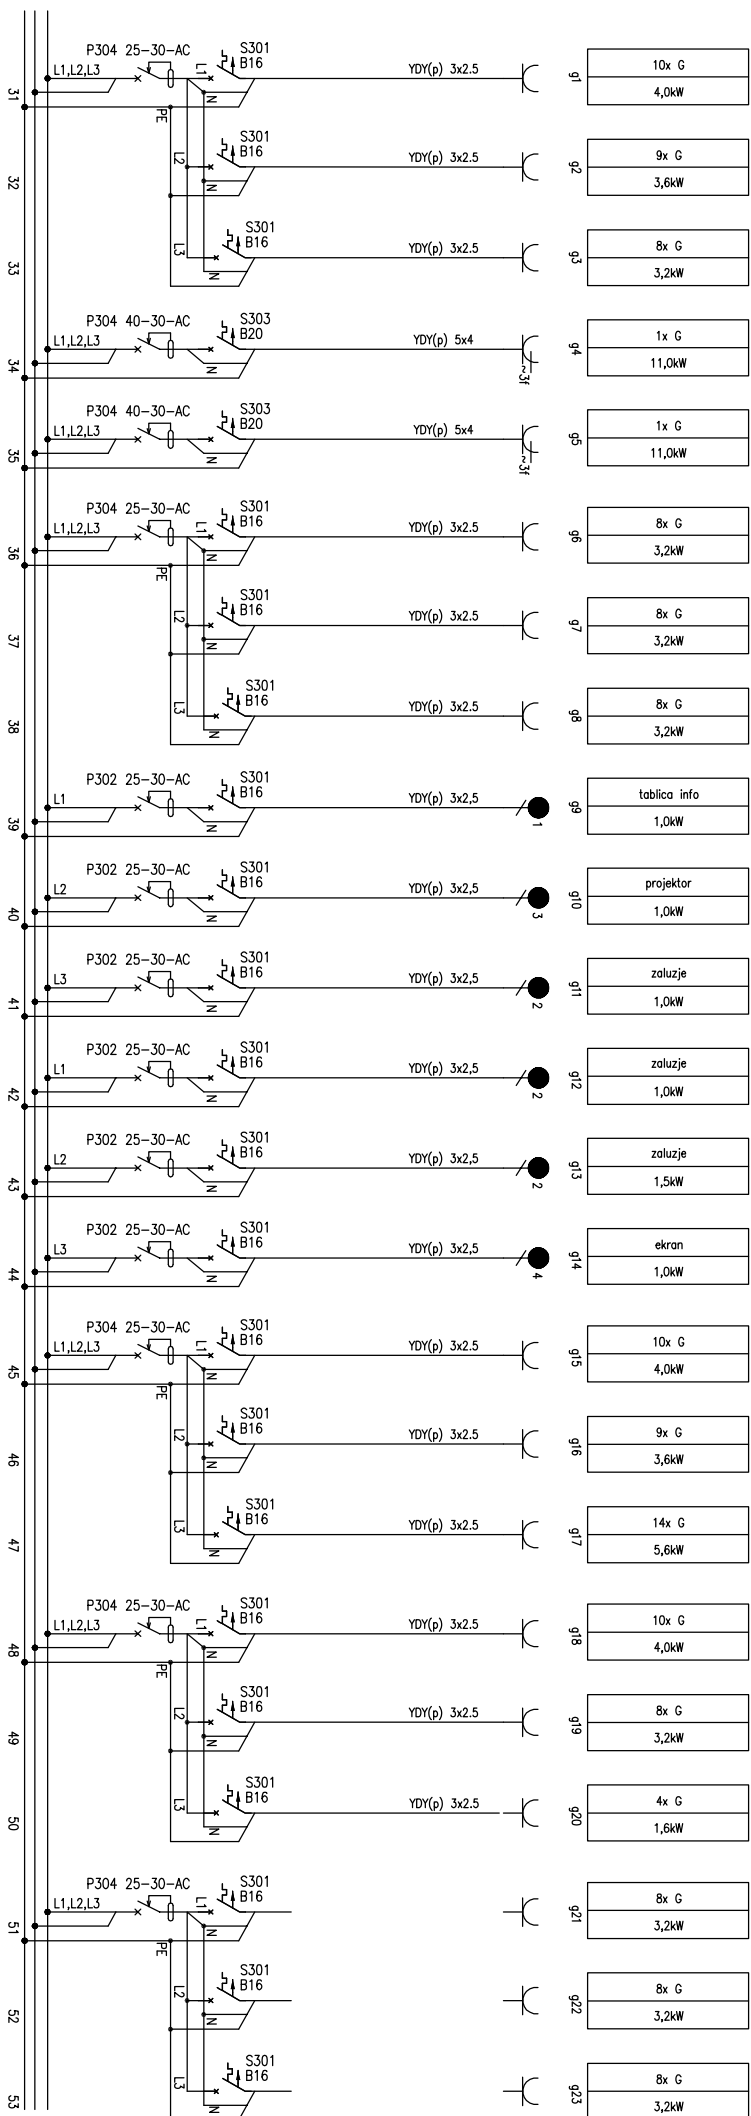 P304 25-30-AC
S301
B16
L1,L2,L3
L1
N
PE
YDY(p) 3x2.5
g1
10x G
4,0kW
31
S301
B16
L2
N
YDY(p) 3x2.5
g2
9x G
3,6kW
32
S301
B16
L3
N
YDY(p) 3x2.5
g3
8x G
3,2kW
33
P304 40-30-AC
S303
B20
L1,L2,L3
N
YDY(p) 5x4
~3f
g4
1x G
11,0kW
34
P304 40-30-AC
S303
B20
L1,L2,L3
N
YDY(p) 5x4
~3f
g5
1x G
11,0kW
35
P304 25-30-AC
S301
B16
L1,L2,L3
L1
N
PE
YDY(p) 3x2.5
g6
8x G
3,2kW
36
S301
B16
L2
N
YDY(p) 3x2.5
g7
8x G
3,2kW
37
S301
B16
L3
N
YDY(p) 3x2.5
g8
8x G
3,2kW
38
P302 25-30-AC
S301
B16
L1
N
YDY(p) 3x2,5
1
g9
tablica info
1,0kW
39
P302 25-30-AC
S301
B16
L2
N
YDY(p) 3x2,5
3
g10
projektor
1,0kW
40
P302 25-30-AC
S301
B16
L3
N
YDY(p) 3x2,5
2
g11
zaluzje
1,0kW
41
P302 25-30-AC
S301
B16
L1
N
YDY(p) 3x2,5
2
g12
zaluzje
1,0kW
42
P302 25-30-AC
S301
B16
L2
N
YDY(p) 3x2,5
2
g13
zaluzje
1,5kW
43
P302 25-30-AC
S301
B16
L3
N
YDY(p) 3x2,5
4
g14
ekran
1,0kW
44
P304 25-30-AC
S301
B16
L1,L2,L3
L1
N
PE
YDY(p) 3x2.5
g15
10x G
4,0kW
45
S301
B16
L2
N
YDY(p) 3x2.5
g16
9x G
3,6kW
46
S301
B16
L3
N
YDY(p) 3x2.5
g17
14x G
5,6kW
47
P304 25-30-AC
S301
B16
L1,L2,L3
L1
N
PE
YDY(p) 3x2.5
g18
10x G
4,0kW
48
S301
B16
L2
N
YDY(p) 3x2.5
g19
8x G
3,2kW
49
S301
B16
L3
N
YDY(p) 3x2.5
g20
4x G
1,6kW
50
P304 25-30-AC
S301
B16
L1,L2,L3
L1
N
PE
g21
8x G
3,2kW
51
S301
B16
L2
N
g22
8x G
3,2kW
52
S301
B16
L3
N
g23
8x G
3,2kW
53